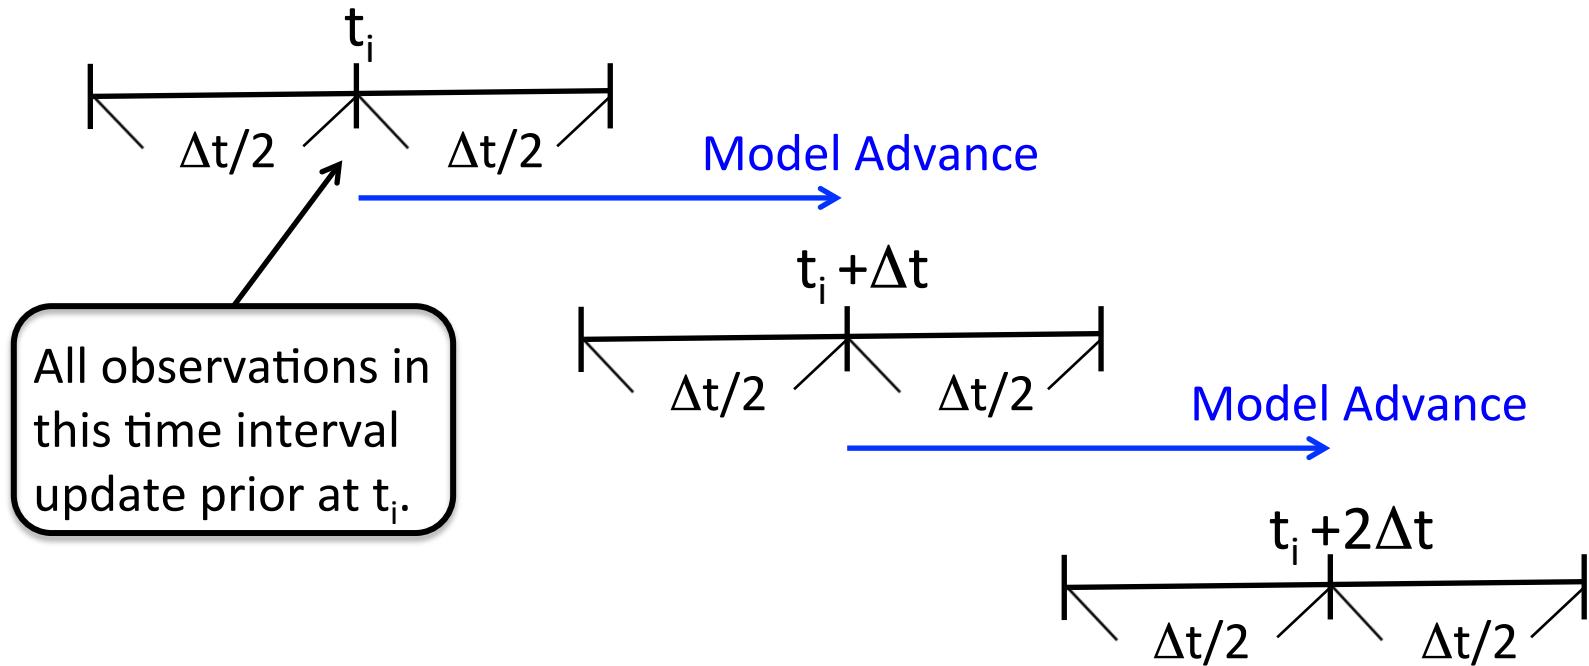 tᵢ
Δt/2 Δt/2
Model Advance
tᵢ +Δt
All observations in
this time interval
update prior at tᵢ.
Δt/2 Δt/2
Model Advance
tᵢ +2Δt
Δt/2 Δt/2